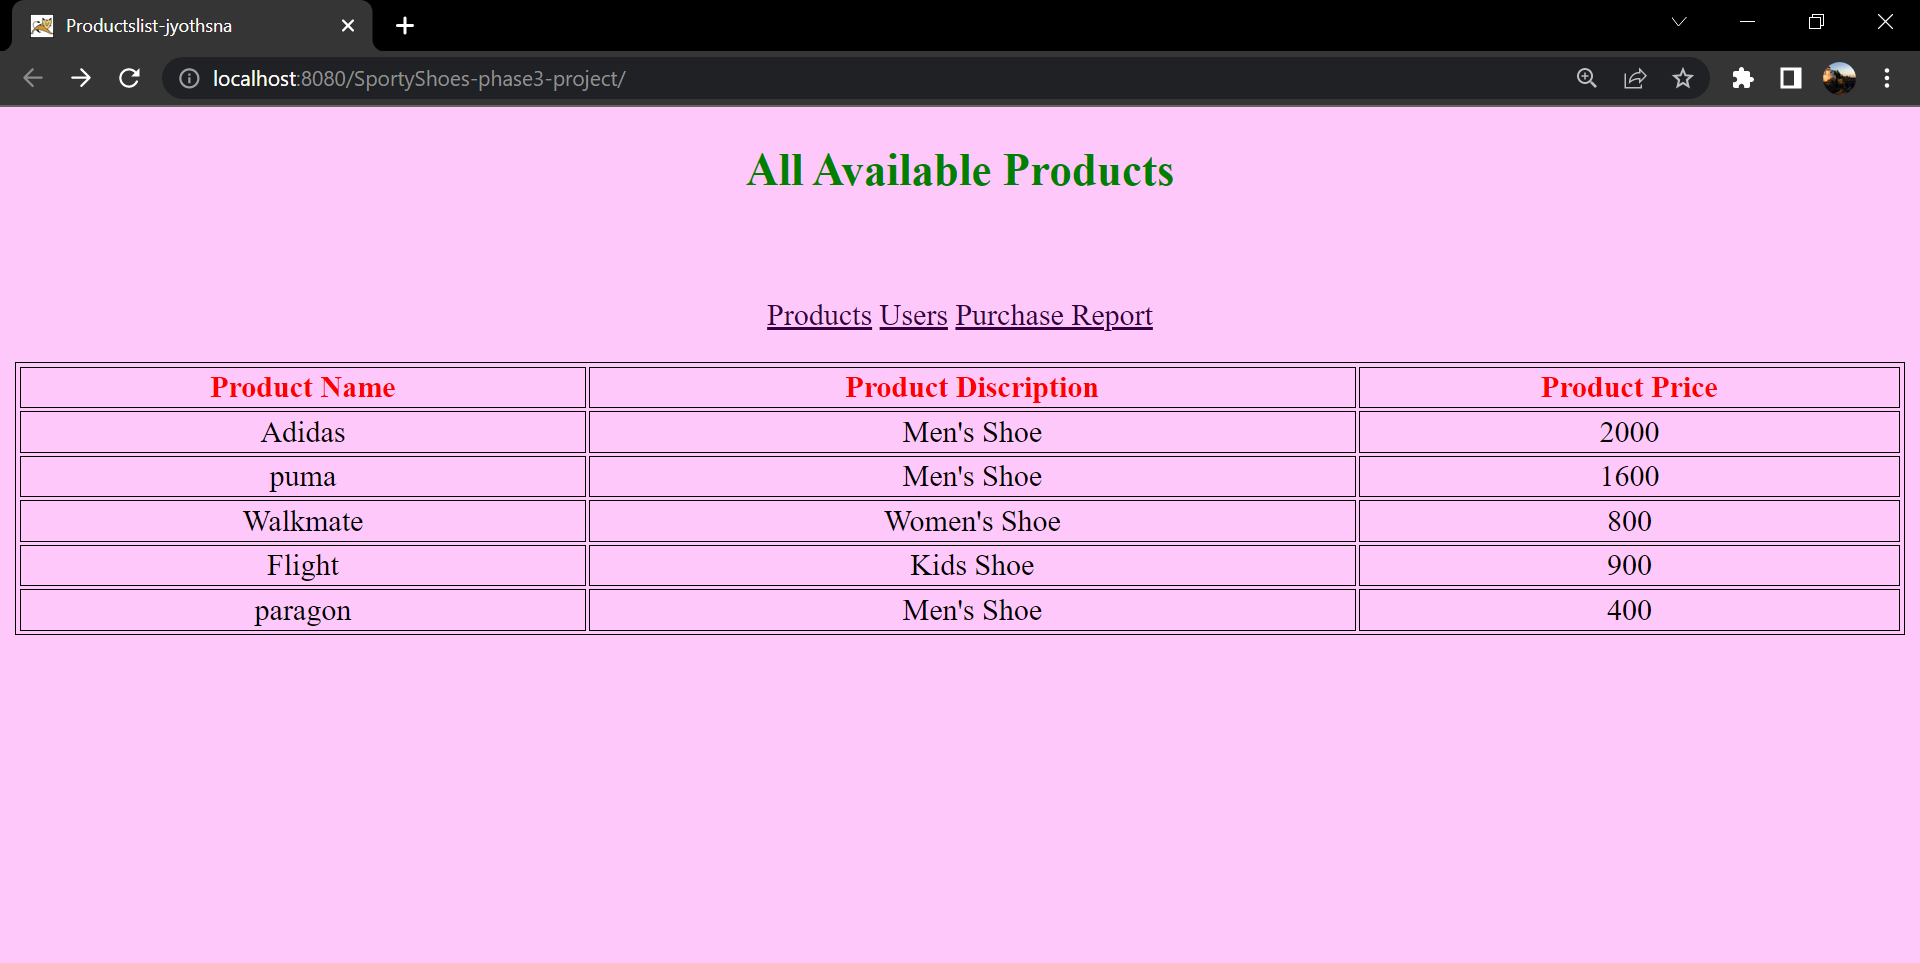 Productslist-jyothsna
localhost:8080/SportyShoes-phase3-project/
All Available Products
Products Users Purchase Report
Product Name Product Discription Product Price
Adidas Men's Shoe 2000
puma Men's Shoe 1600
Walkmate Women's Shoe 800
Flight Kids Shoe 900
paragon Men's Shoe 400